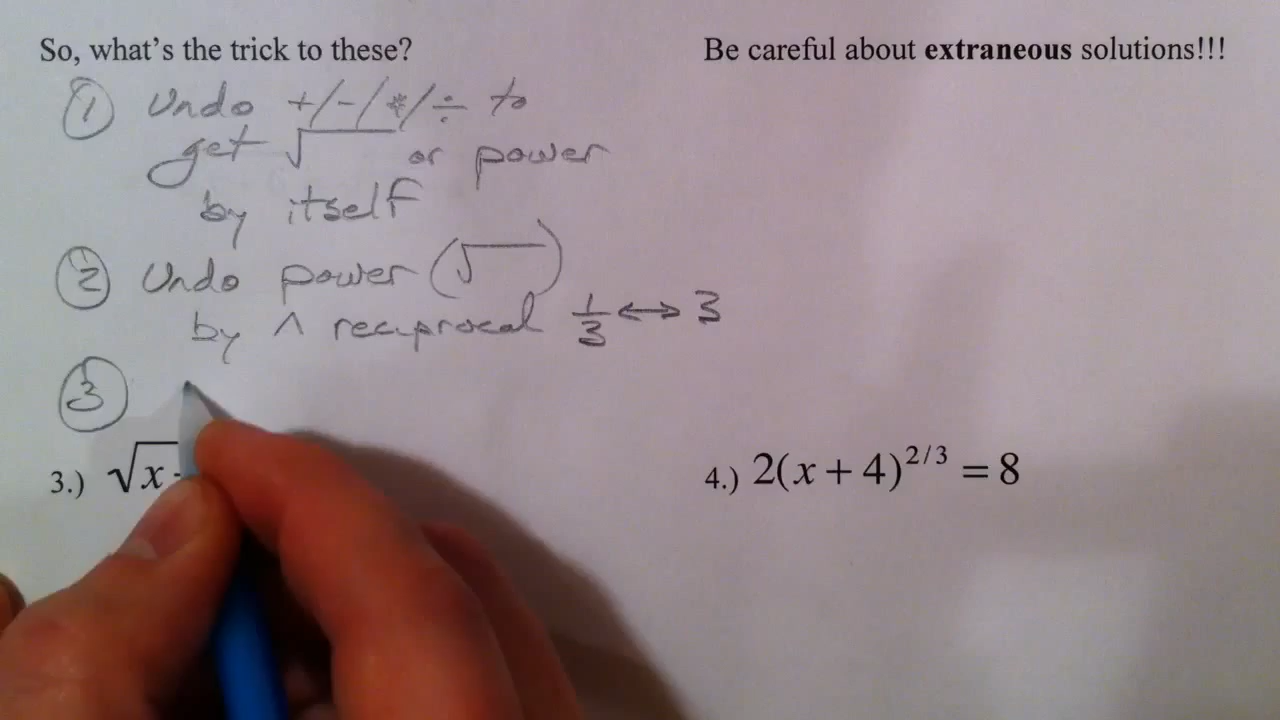 So, what's the trick to these?
Be careful about extraneous solutions!!!
① Undo +/-/*/÷ to
get √ or power
by itself
② Undo power (√)
by ^ reciprocal 1/3 ↔ 3
③
3.) √x
4.) 2(x + 4)^2/3 = 8